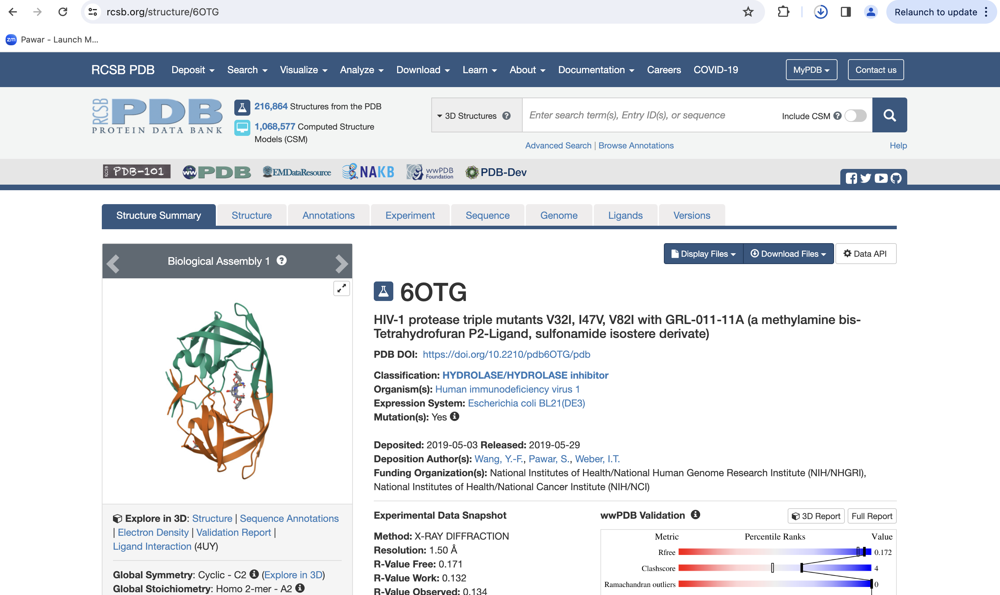 rcsb.org/structure/6OTG
Relaunch to update
zm Pawar - Launch M...
RCSB PDB Deposit Search Visualize Analyze Download Learn About Documentation Careers COVID-19 MyPDB Contact us
RCSB PDB
PROTEIN DATA BANK
216,864 Structures from the PDB
1,068,577 Computed Structure
Models (CSM)
3D Structures ? Enter search term(s), Entry ID(s), or sequence Include CSM ?
Advanced Search | Browse Annotations Help
RCSB PDB-101 wwPDB EMDataResource NAKB wwPDB Foundation PDB-Dev
Structure Summary Structure Annotations Experiment Sequence Genome Ligands Versions
Biological Assembly 1 ?
Display Files Download Files Data API
6OTG
HIV-1 protease triple mutants V32I, I47V, V82I with GRL-011-11A (a methylamine bis-
Tetrahydrofuran P2-Ligand, sulfonamide isostere derivate)
PDB DOI: https://doi.org/10.2210/pdb6OTG/pdb
Classification: HYDROLASE/HYDROLASE inhibitor
Organism(s): Human immunodeficiency virus 1
Expression System: Escherichia coli BL21(DE3)
Mutation(s): Yes i
Deposited: 2019-05-03 Released: 2019-05-29
Deposition Author(s): Wang, Y.-F., Pawar, S., Weber, I.T.
Funding Organization(s): National Institutes of Health/National Human Genome Research Institute (NIH/NHGRI),
National Institutes of Health/National Cancer Institute (NIH/NCI)
Explore in 3D: Structure | Sequence Annotations
| Electron Density | Validation Report |
Ligand Interaction (4UY)
Global Symmetry: Cyclic - C2 i (Explore in 3D)
Global Stoichiometry: Homo 2-mer - A2 i
Experimental Data Snapshot
Method: X-RAY DIFFRACTION
Resolution: 1.50 Å
R-Value Free: 0.171
R-Value Work: 0.132
R-Value Observed: 0.134
wwPDB Validation i 3D Report Full Report
Metric Percentile Ranks Value
Rfree 0.172
Clashscore 4
Ramachandran outliers 0